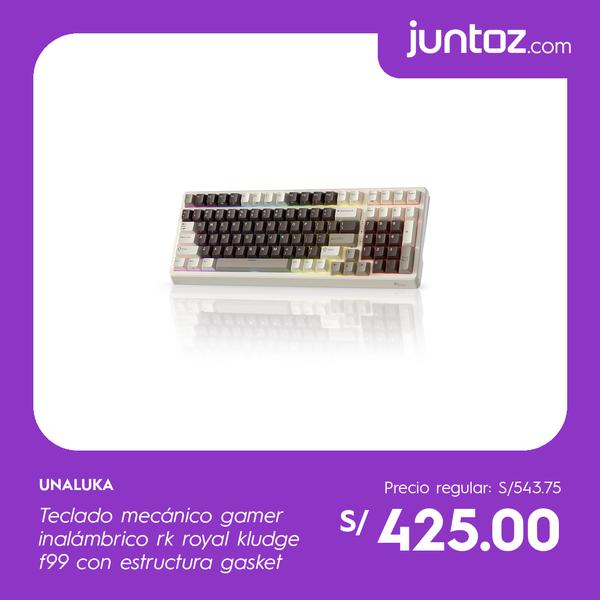 juntoz.com
UNALUKA
Teclado mecánico gamer
inalámbrico rk royal kludge
f99 con estructura gasket
Precio regular: S/543.75
S/ 425.00